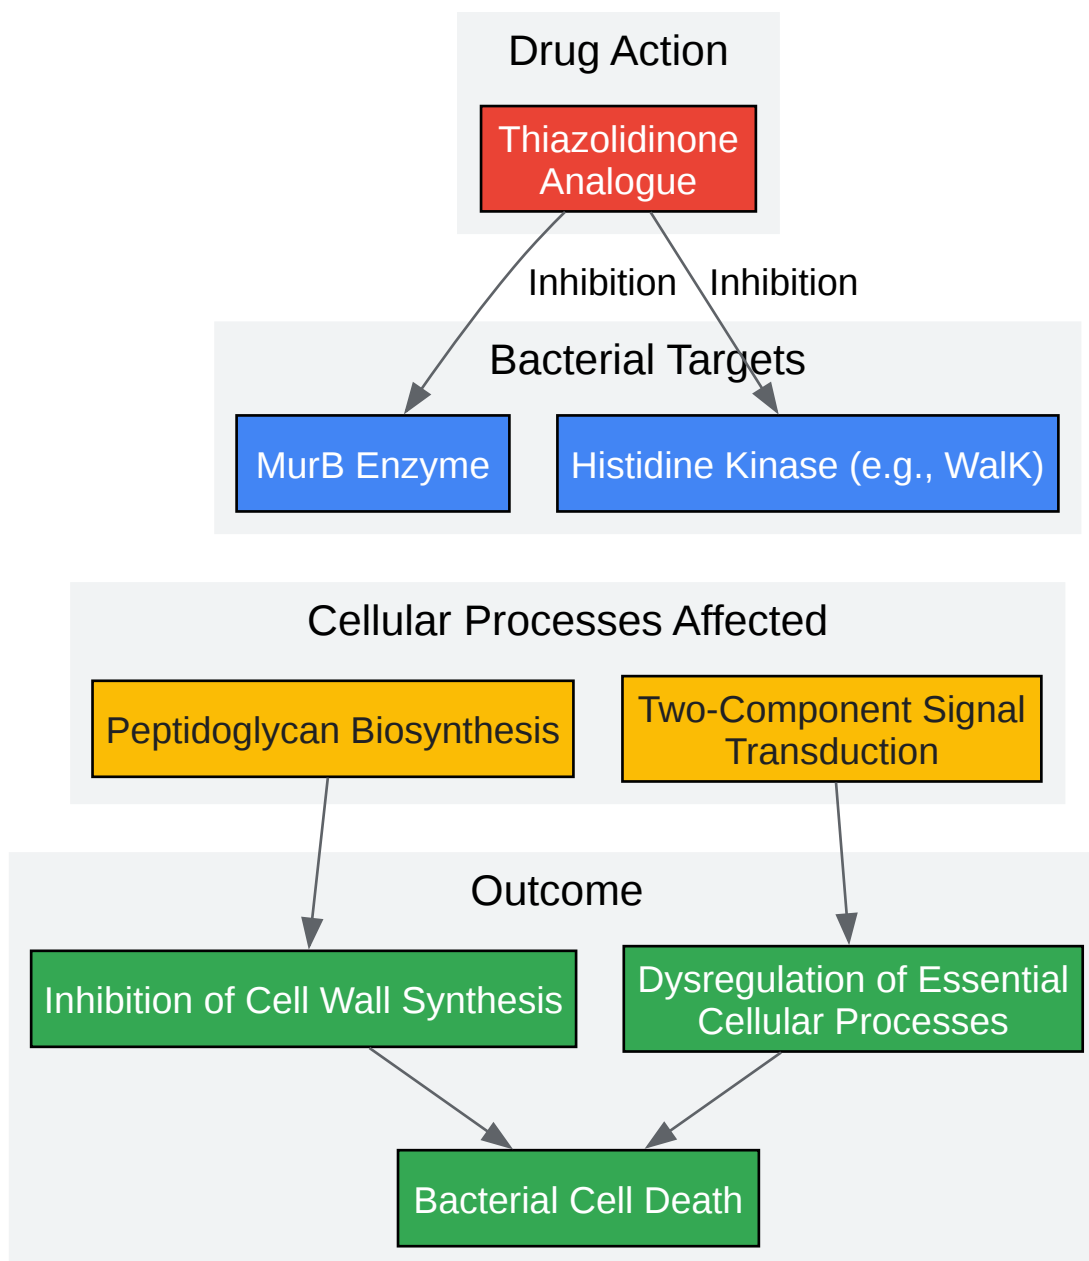 Drug Action
Thiazolidinone
Analogue
Inhibition
Inhibition
Bacterial Targets
MurB Enzyme
Histidine Kinase (e.g., WalK)
Cellular Processes Affected
Peptidoglycan Biosynthesis
Two-Component Signal
Transduction
Outcome
Inhibition of Cell Wall Synthesis
Dysregulation of Essential
Cellular Processes
Bacterial Cell Death